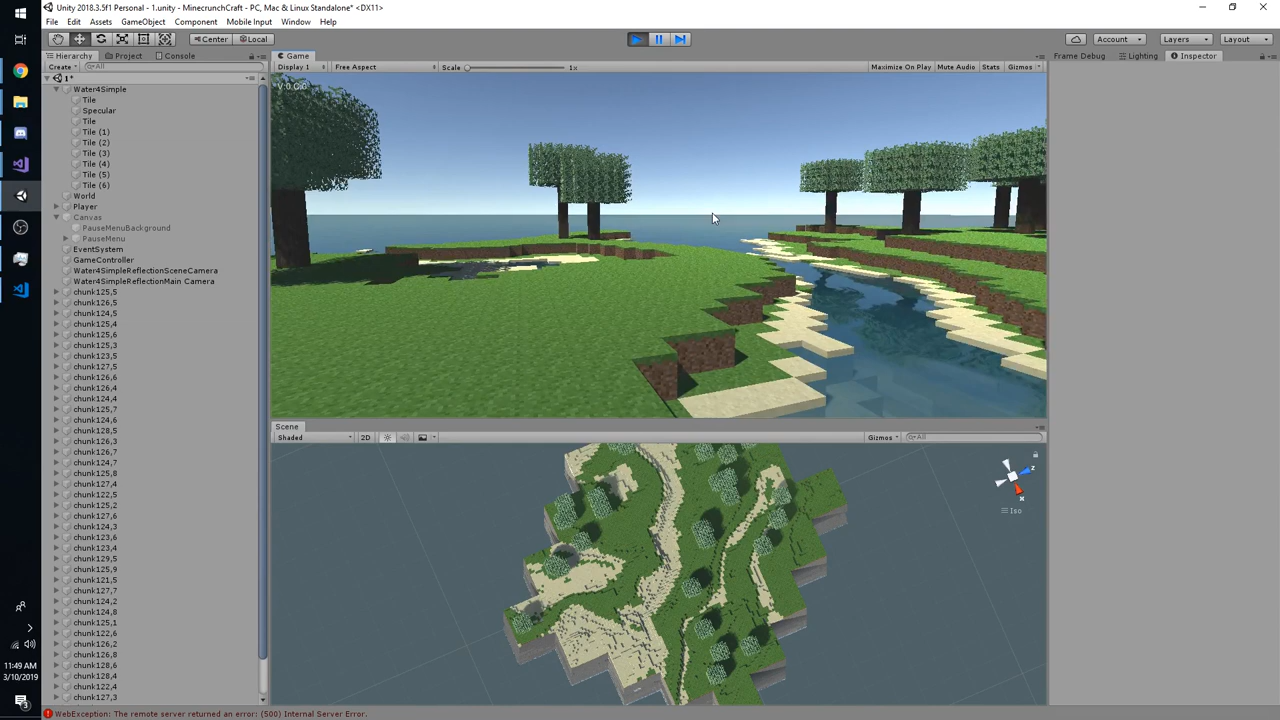 Unity 2018.3.5f1 Personal - 1.unity - MinecrunchCraft - PC, Mac & Linux Standalone* <DX11>
File Edit Assets GameObject Component Mobile Input Window Help
Center Local Account Layers Layout
Hierarchy Project Console Game Frame Debug Lighting Inspector
Create All Display 1 Free Aspect Scale 1x Maximize On Play Mute Audio Stats Gizmos
1*
Water4Simple
Tile
Specular
Tile
Tile (1)
Tile (2)
Tile (3)
Tile (4)
Tile (5)
Tile (6)
World
Player
Canvas
PauseMenuBackground
PauseMenu
EventSystem
GameController
Water4SimpleReflectionSceneCamera
Water4SimpleReflectionMain Camera
chunk125,5
chunk126,5
chunk124,5
chunk125,4
chunk125,6
chunk125,3
chunk123,5
chunk127,5
chunk126,6
chunk126,4
chunk124,4
chunk125,7
chunk124,6
chunk128,5
chunk126,3
chunk126,7
chunk124,7
chunk125,8
chunk127,4
chunk122,5
chunk125,2
chunk127,6
chunk124,3
chunk123,6
chunk123,4
chunk129,5
chunk125,9
chunk121,5
chunk127,7
chunk124,2
chunk124,8
chunk125,1
chunk122,6
chunk126,2
chunk126,8
chunk128,6
chunk128,4
chunk122,4
chunk127,3
Scene
Shaded 2D Gizmos All
z
x
Iso
11:49 AM
3/10/2019
3
WebException: The remote server returned an error: (500) Internal Server Error.